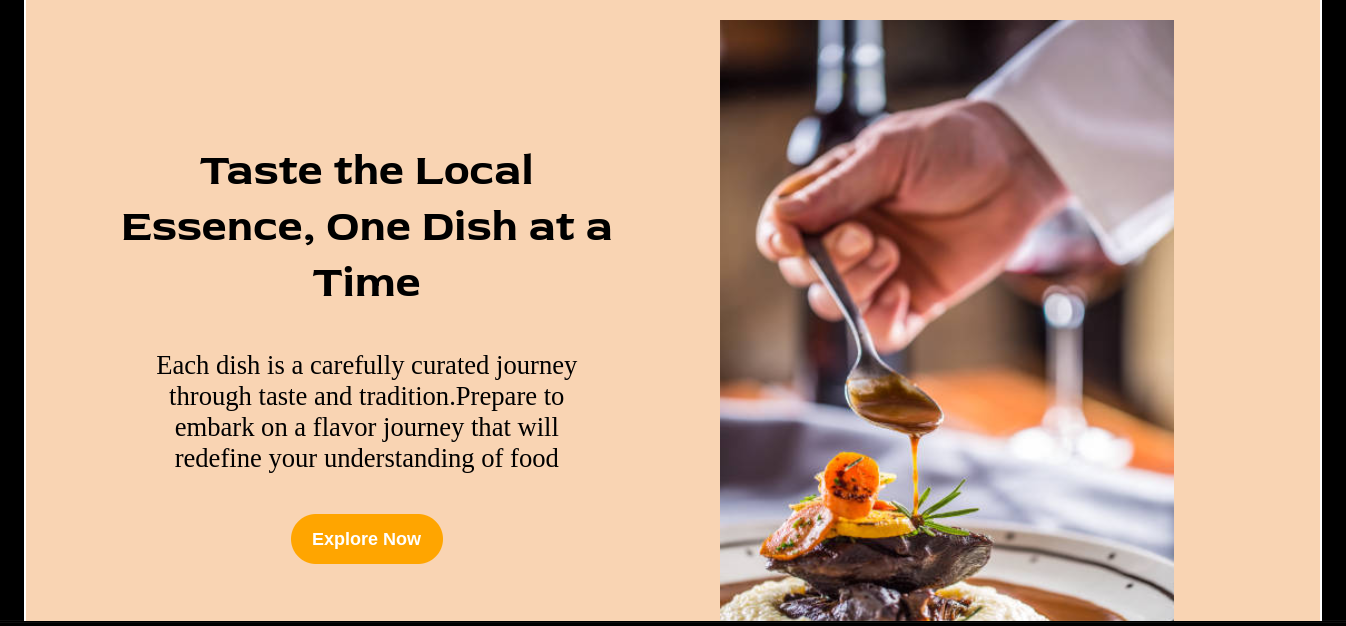 Taste the Local
Essence, One Dish at a
Time
Each dish is a carefully curated journey
through taste and tradition.Prepare to
embark on a flavor journey that will
redefine your understanding of food
Explore Now